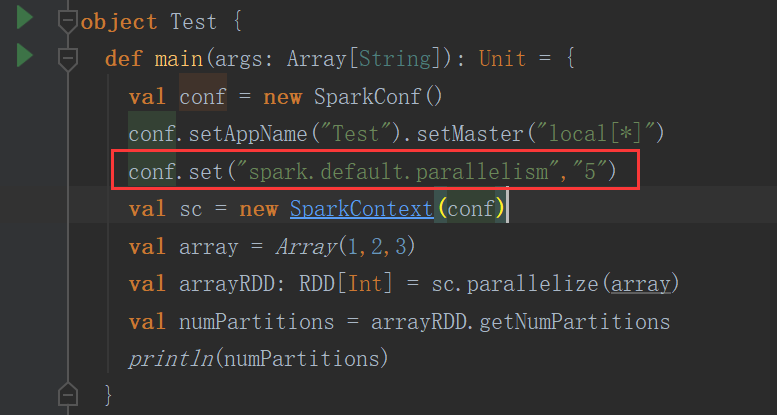 object Test {
def main(args: Array[String]): Unit = {
val conf = new SparkConf()
conf.setAppName("Test").setMaster("local[*]")
conf.set("spark.default.parallelism","5")
val sc = new SparkContext(conf)
val array = Array(1,2,3)
val arrayRDD: RDD[Int] = sc.parallelize(array)
val numPartitions = arrayRDD.getNumPartitions
println(numPartitions)
}